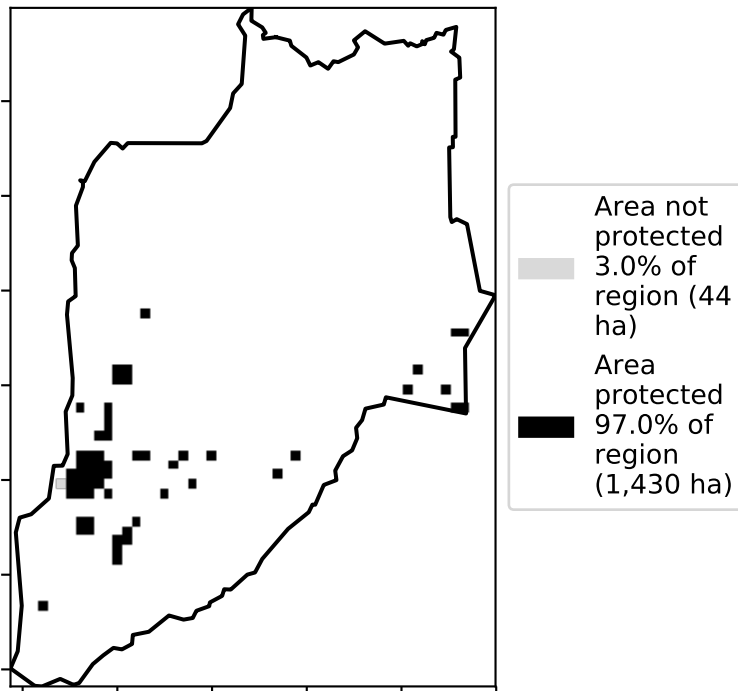 Area not
protected
3.0% of
region (44
ha)
Area
protected
97.0% of
region
(1,430 ha)